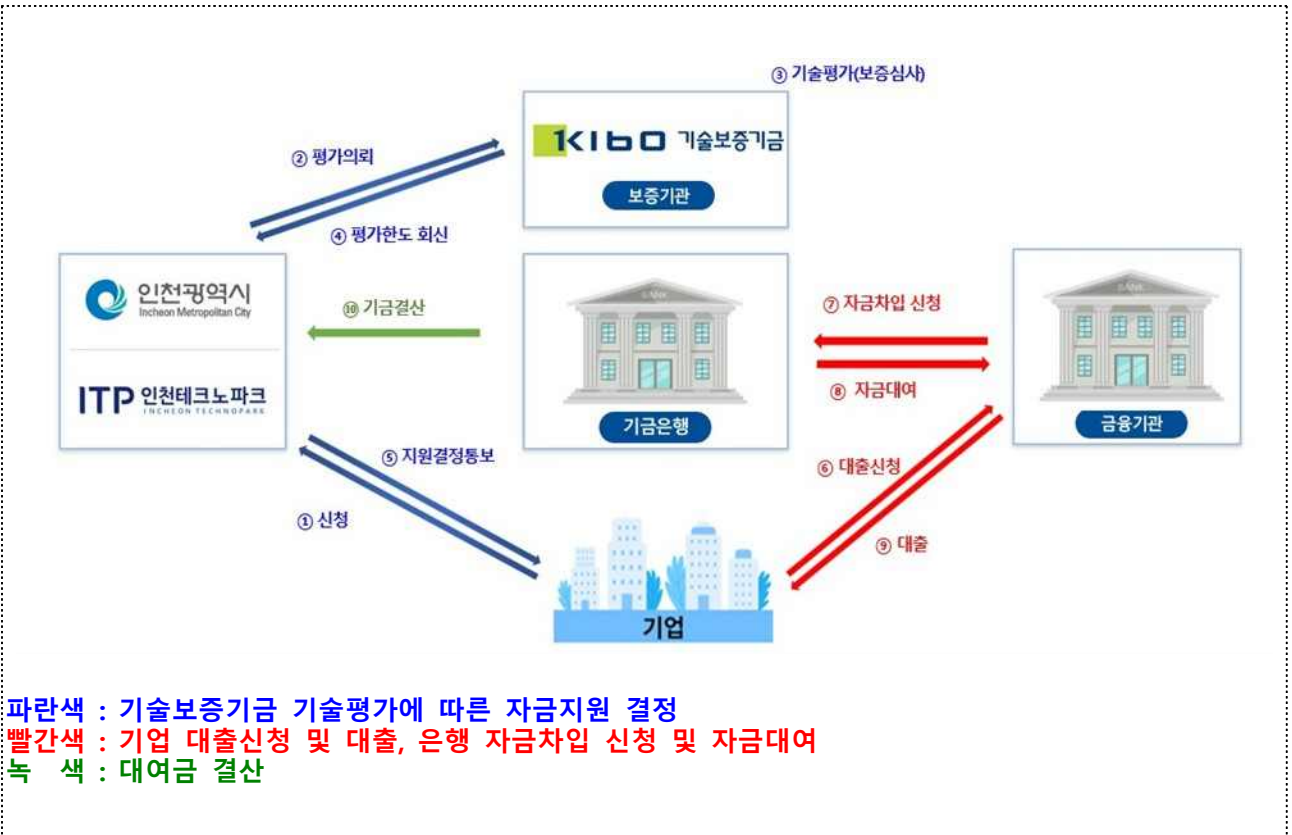 ③ 기술평가(보증심사)
KIBO 기술보증기금
② 평가의뢰
보증기관
④ 평가한도 회신
인천광역시
Incheon Metropolitan City
⑩ 기금결산
BANK
⑦ 자금차입 신청
BANK
ITP 인천테크노파크
INCHEON TECHNOPARK
⑧ 자금대여
기금은행
금융기관
⑤ 지원결정통보
⑥ 대출신청
① 신청
⑨ 대출
기업
파란색 : 기술보증기금 기술평가에 따른 자금지원 결정
빨간색 : 기업 대출신청 및 대출, 은행 자금차입 신청 및 자금대여
녹 색 : 대여금 결산